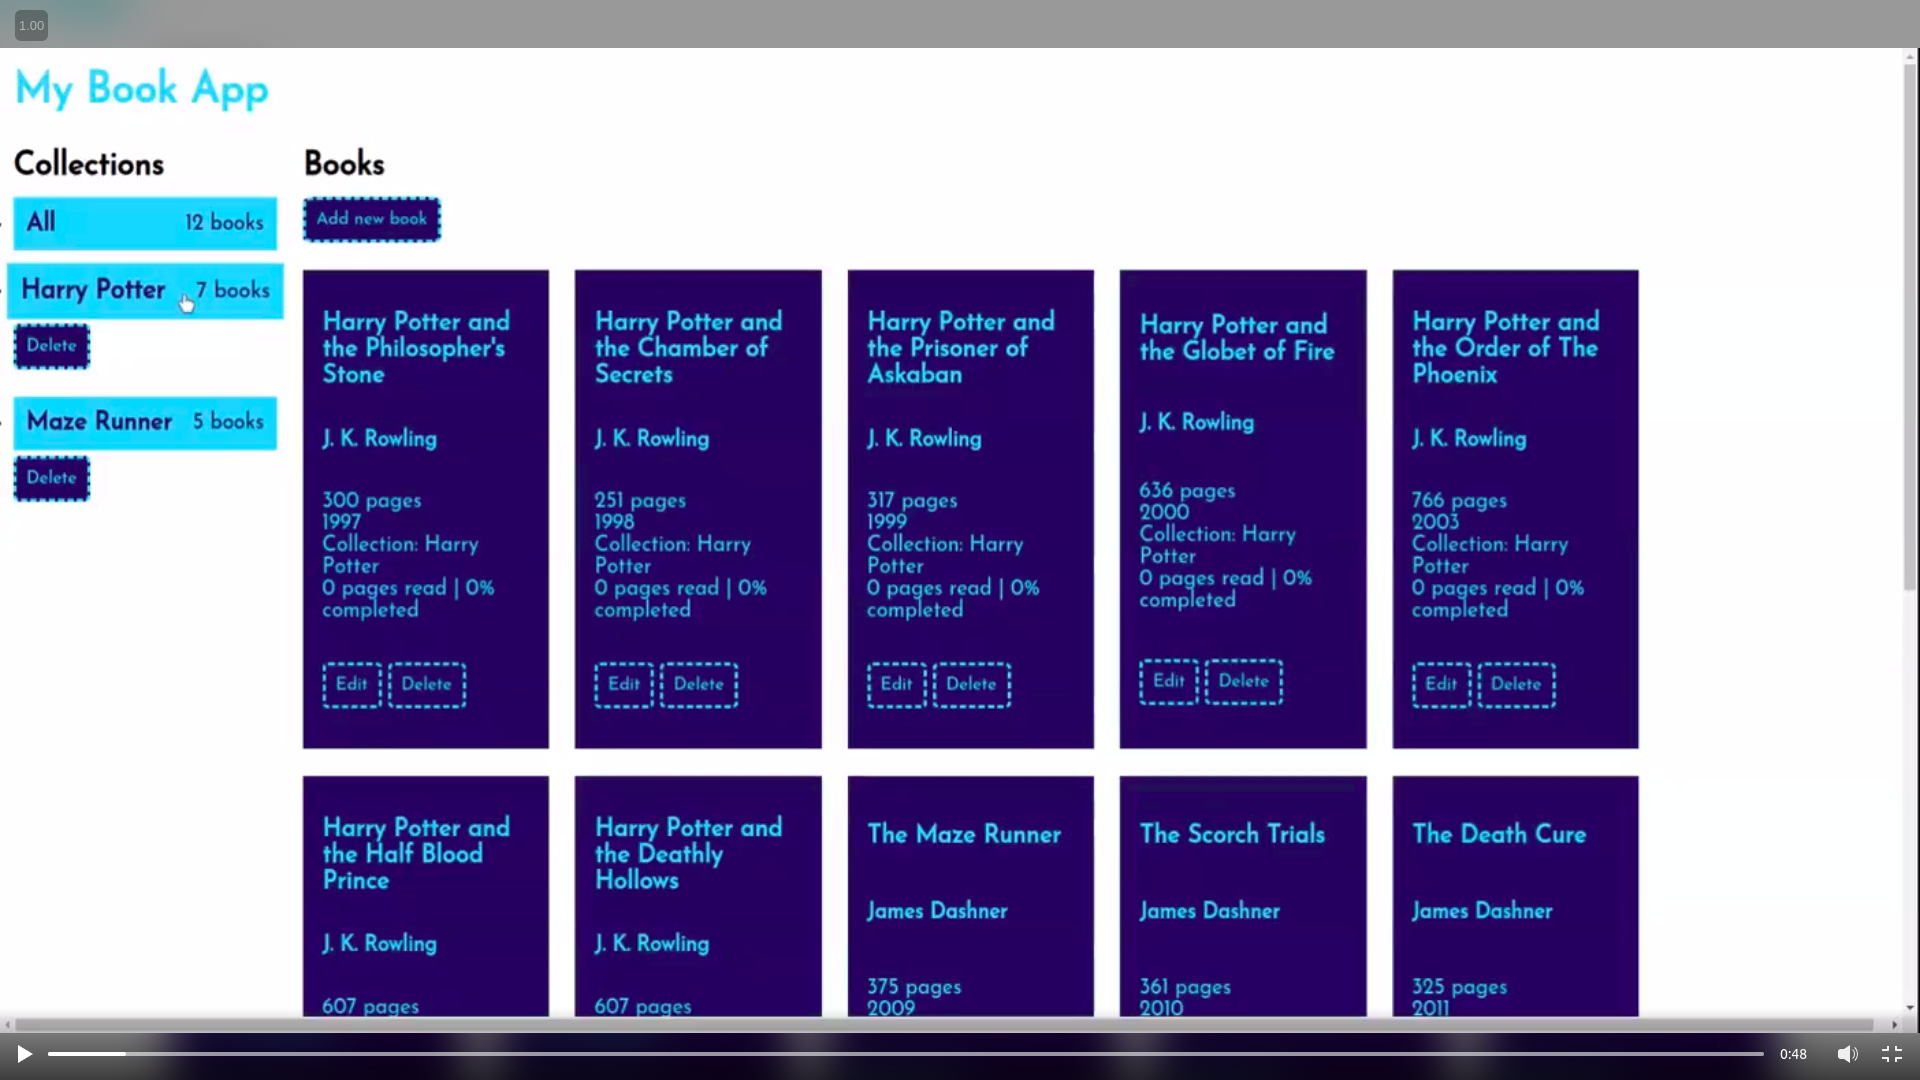 1.00
My Book App
Collections
All 12 books
Harry Potter 7 books
Delete
Maze Runner 5 books
Delete
Books
Add new book
Harry Potter and
the Philosopher's
Stone
J. K. Rowling
300 pages
1997
Collection: Harry
Potter
0 pages read | 0%
completed
Edit Delete
Harry Potter and
the Chamber of
Secrets
J. K. Rowling
251 pages
1998
Collection: Harry
Potter
0 pages read | 0%
completed
Edit Delete
Harry Potter and
the Prisoner of
Askaban
J. K. Rowling
317 pages
1999
Collection: Harry
Potter
0 pages read | 0%
completed
Edit Delete
Harry Potter and
the Globet of Fire
J. K. Rowling
636 pages
2000
Collection: Harry
Potter
0 pages read | 0%
completed
Edit Delete
Harry Potter and
the Order of The
Phoenix
J. K. Rowling
766 pages
2003
Collection: Harry
Potter
0 pages read | 0%
completed
Edit Delete
Harry Potter and
the Half Blood
Prince
J. K. Rowling
607 pages
Harry Potter and
the Deathly
Hollows
J. K. Rowling
607 pages
The Maze Runner
James Dashner
375 pages
2009
The Scorch Trials
James Dashner
361 pages
2010
The Death Cure
James Dashner
325 pages
2011
0:48